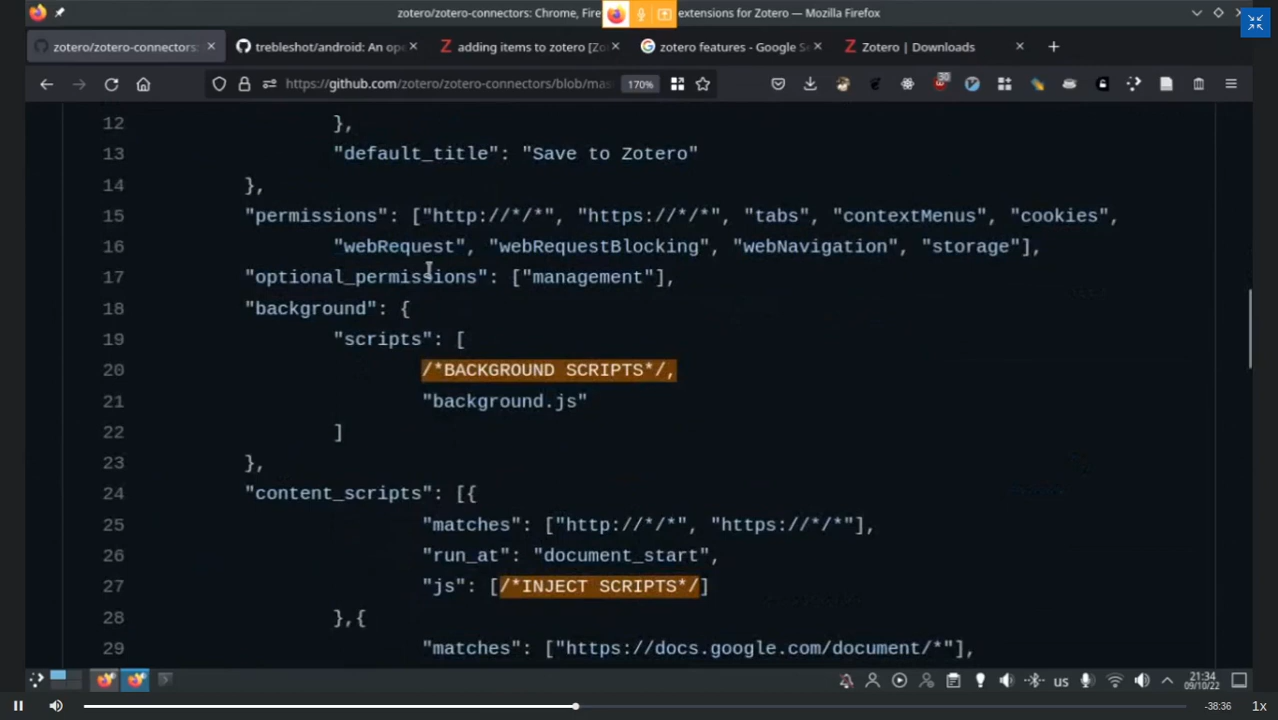 zotero/zotero-connectors: Chrome, Fire extensions for Zotero — Mozilla Firefox
zotero/zotero-connectors:
trebleshot/android: An ope
adding items to zotero [Zo
zotero features - Google Se
Zotero | Downloads
https://github.com/zotero/zotero-connectors/blob/mas
170%
30
12 },
13 "default_title": "Save to Zotero"
14 },
15 "permissions": ["http://*/*", "https://*/*", "tabs", "contextMenus", "cookies",
16 "webRequest", "webRequestBlocking", "webNavigation", "storage"],
17 "optional_permissions": ["management"],
18 "background": {
19 "scripts": [
20 /*BACKGROUND SCRIPTS*/,
21 "background.js"
22 ]
23 },
24 "content_scripts": [{
25 "matches": ["http://*/*", "https://*/*"],
26 "run_at": "document_start",
27 "js": [/*INJECT SCRIPTS*/]
28 },{
29 "matches": ["https://docs.google.com/document/*"],
us
21:34
09/10/22
-38:36
1x